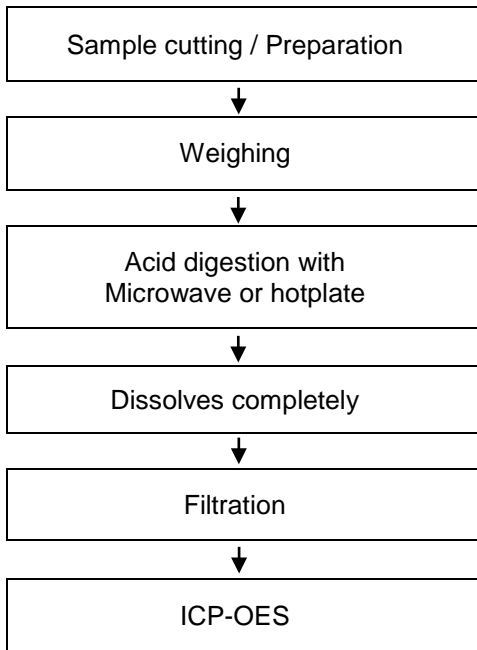 Sample cutting / Preparation
Weighing
Acid digestion with
Microwave or hotplate
Dissolves completely
Filtration
ICP-OES